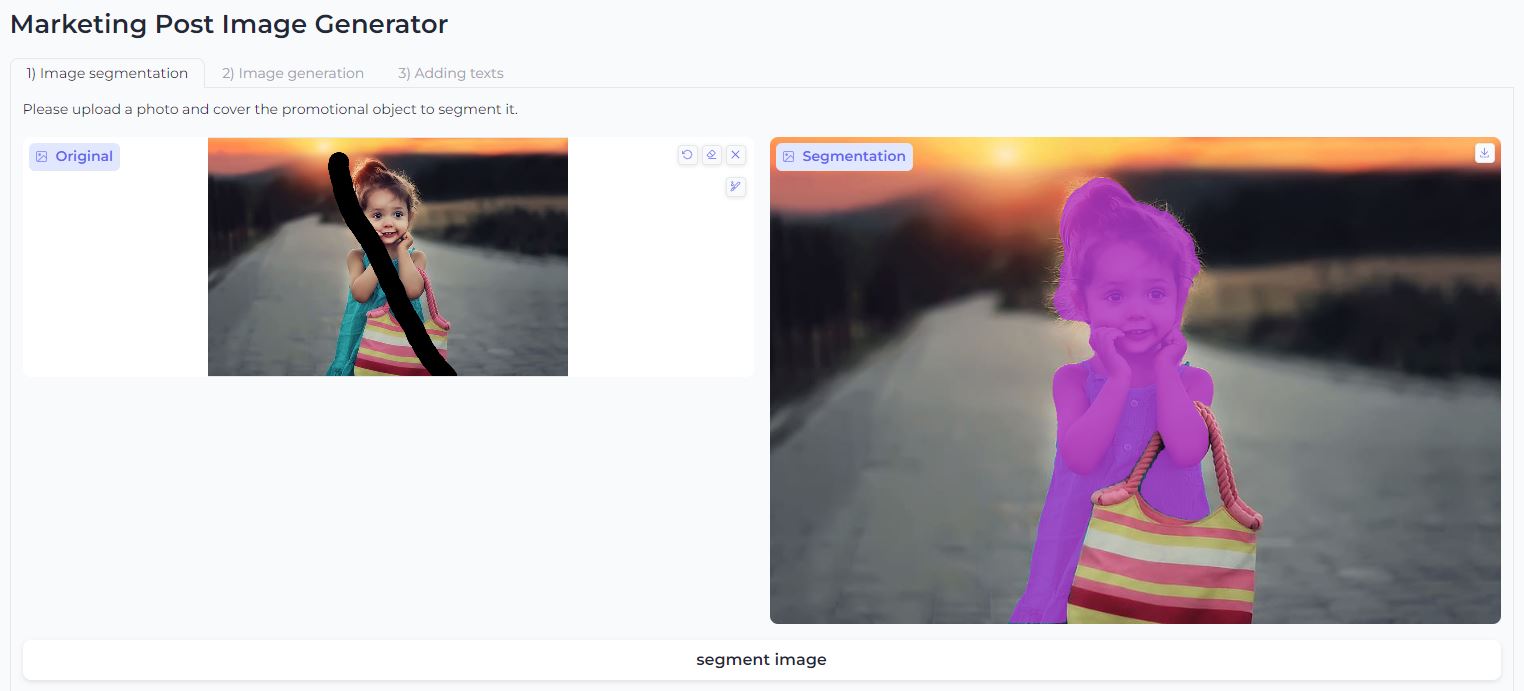 Marketing Post Image Generator
1) Image segmentation
2) Image generation
3) Adding texts
Please upload a photo and cover the promotional object to segment it.
Original
Segmentation
segment image